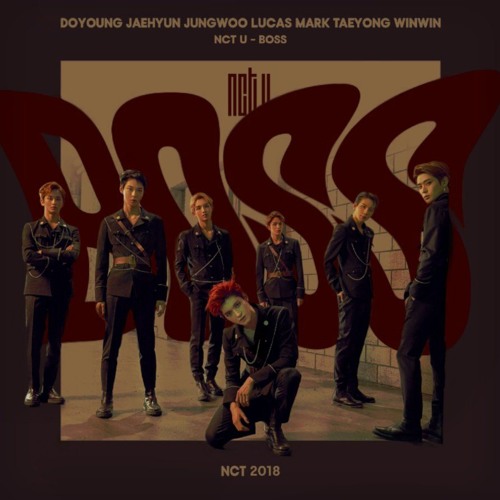 DOYOUNG JAEHYUN JUNGWOO LUCAS MARK TAEYONG WINWIN
NCT U - BOSS
nct U
BOSS
NCT 2018